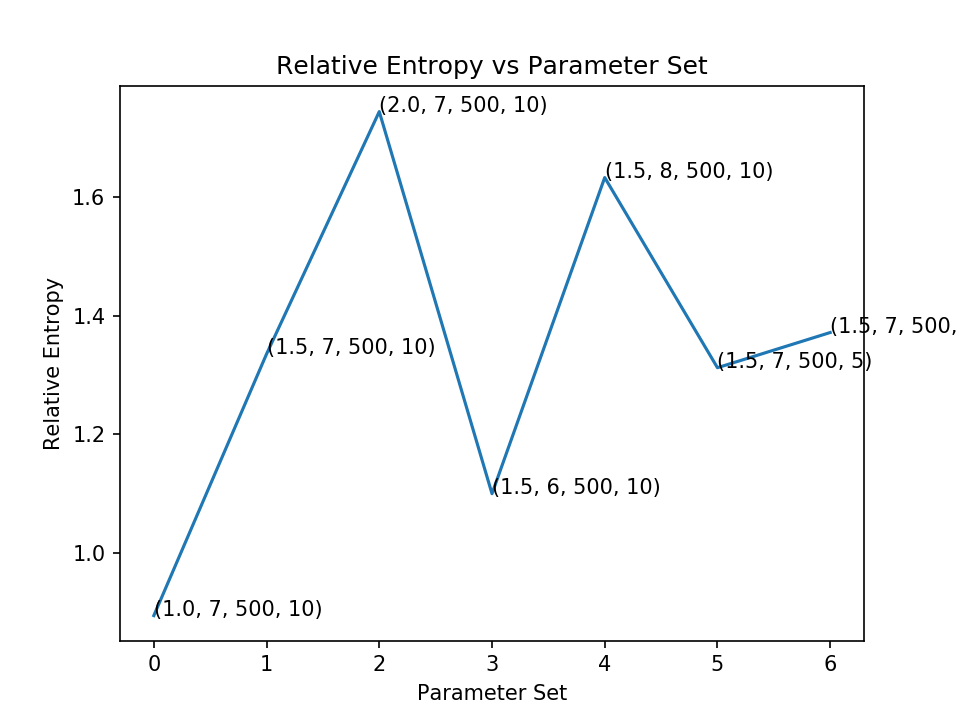 Relative Entropy vs Parameter Set
(2.0, 7, 500, 10)
(1.5, 8, 500, 10)
1.6
1.4
(1.5, 7, 500,
(1.5, 7, 500, 10)
(1.5, 7, 500, 5)
Relative Entropy
1.2
(1.5, 6, 500, 10)
1.0
(1.0, 7, 500, 10)
0 1 2 3 4 5 6
Parameter Set